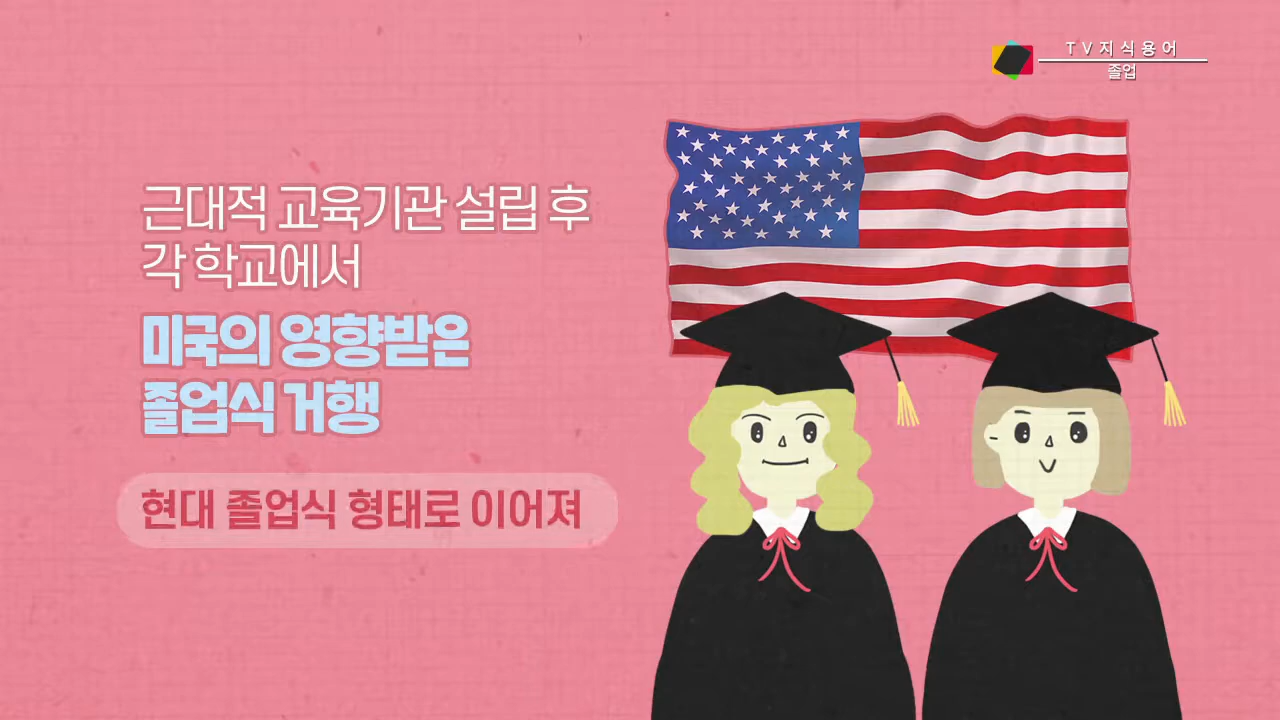 TV지식용어
졸업
근대적 교육기관 설립 후
각 학교에서
미국의 영향받은
졸업식 거행
현대 졸업식 형태로 이어져